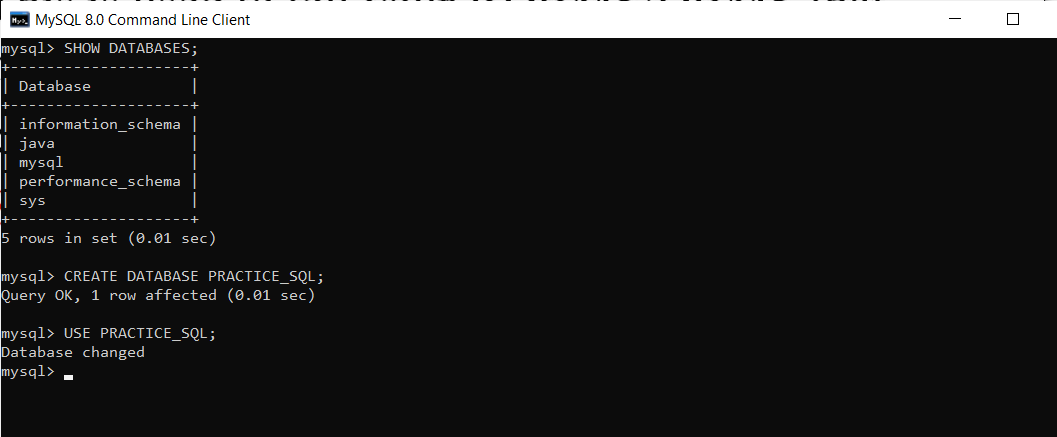 MySQL 8.0 Command Line Client
mysql> SHOW DATABASES;
+--------------------+
| Database           |
+--------------------+
| information_schema |
| java               |
| mysql              |
| performance_schema |
| sys                |
+--------------------+
5 rows in set (0.01 sec)
mysql> CREATE DATABASE PRACTICE_SQL;
Query OK, 1 row affected (0.01 sec)
mysql> USE PRACTICE_SQL;
Database changed
mysql>